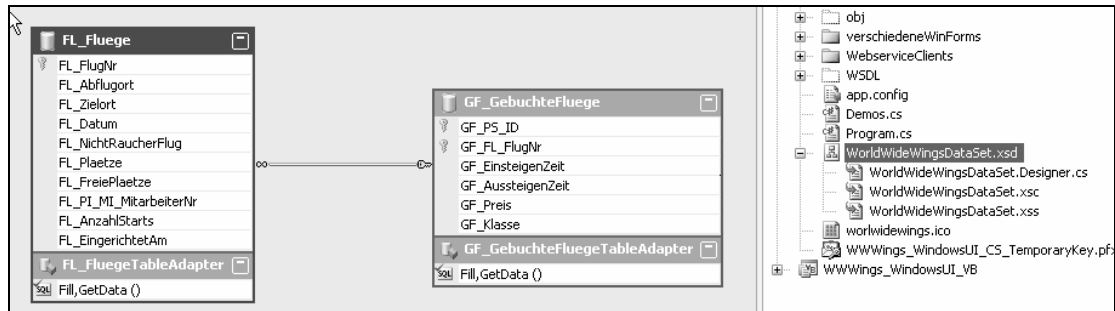 FL_Fluege
FL_FlugNr
FL_Abflugort
FL_Zielort
FL_Datum
FL_NichtRaucherFlug
FL_Plaetze
FL_FreiePlaetze
FL_PI_MI_MitarbeiterNr
FL_AnzahlStarts
FL_EingerichtetAm
FL_FluegeTableAdapter
SQL Fill,GetData ()
GF_GebuchteFluege
GF_PS_ID
GF_FL_FlugNr
GF_EinsteigenZeit
GF_AussteigenZeit
GF_Preis
GF_Klasse
GF_GebuchteFluegeTableAdapter
SQL Fill,GetData ()
obj
verschiedeneWinForms
WebserviceClients
WSDL
app.config
Demos.cs
Program.cs
WorldWideWingsDataSet.xsd
WorldWideWingsDataSet.Designer.cs
WorldWideWingsDataSet.xsc
WorldWideWingsDataSet.xss
worlwidewings.ico
WWWings_WindowsUI_CS_TemporaryKey.pfx
WWWings_WindowsUI_VB